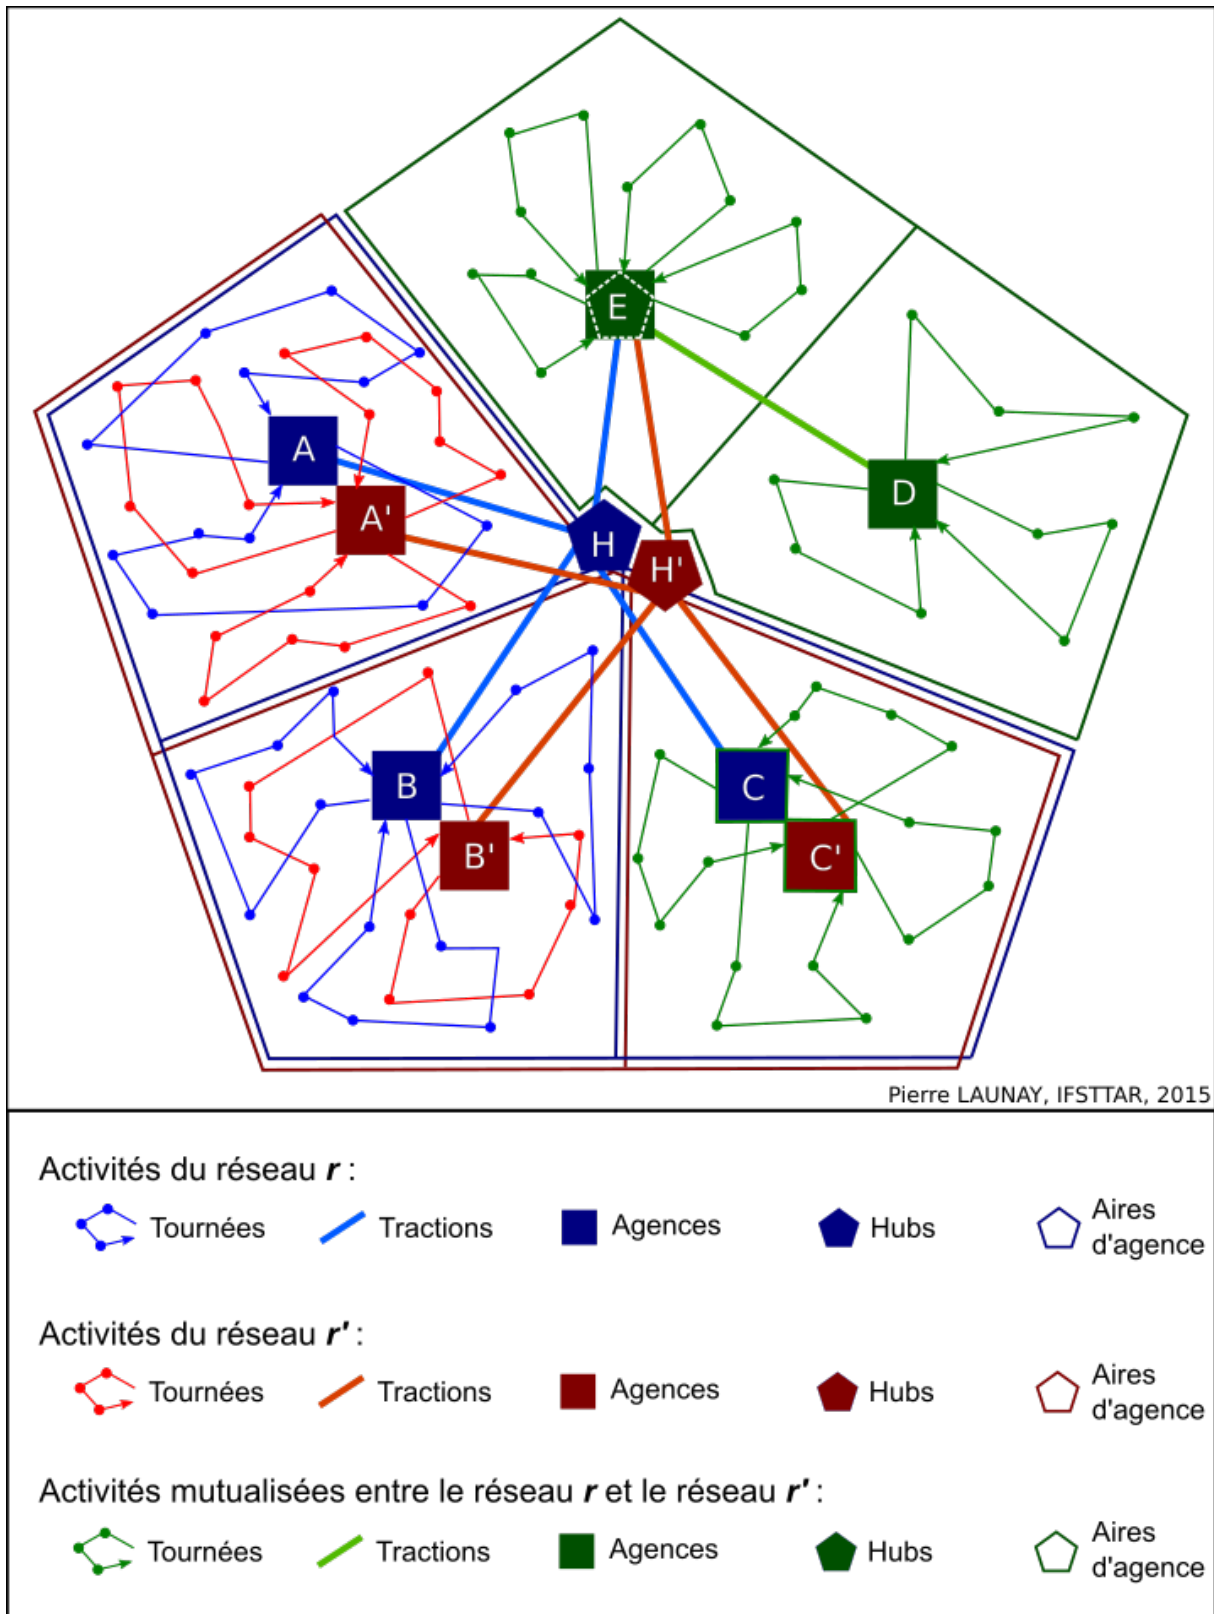 E
A
D
A'
H
H'
B
C
B'
C'
Pierre LAUNAY, IFSTTAR, 2015
Activités du réseau r :
Tournées Tractions Agences Hubs Aires d'agence
Activités du réseau r' :
Tournées Tractions Agences Hubs Aires d'agence
Activités mutualisées entre le réseau r et le réseau r' :
Tournées Tractions Agences Hubs Aires d'agence